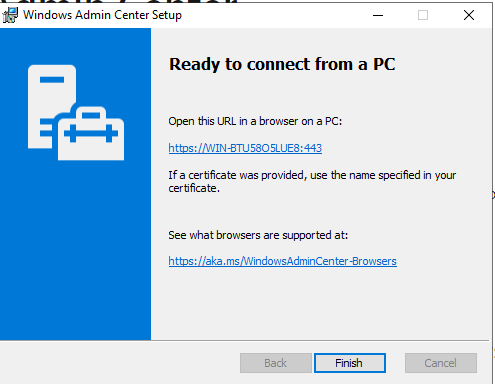 Windows Admin Center Setup
Ready to connect from a PC
Open this URL in a browser on a PC:
https://WIN-BTU58O5LUE8:443
If a certificate was provided, use the name specified in your
certificate.
See what browsers are supported at:
https://aka.ms/WindowsAdminCenter-Browsers
Back
Finish
Cancel